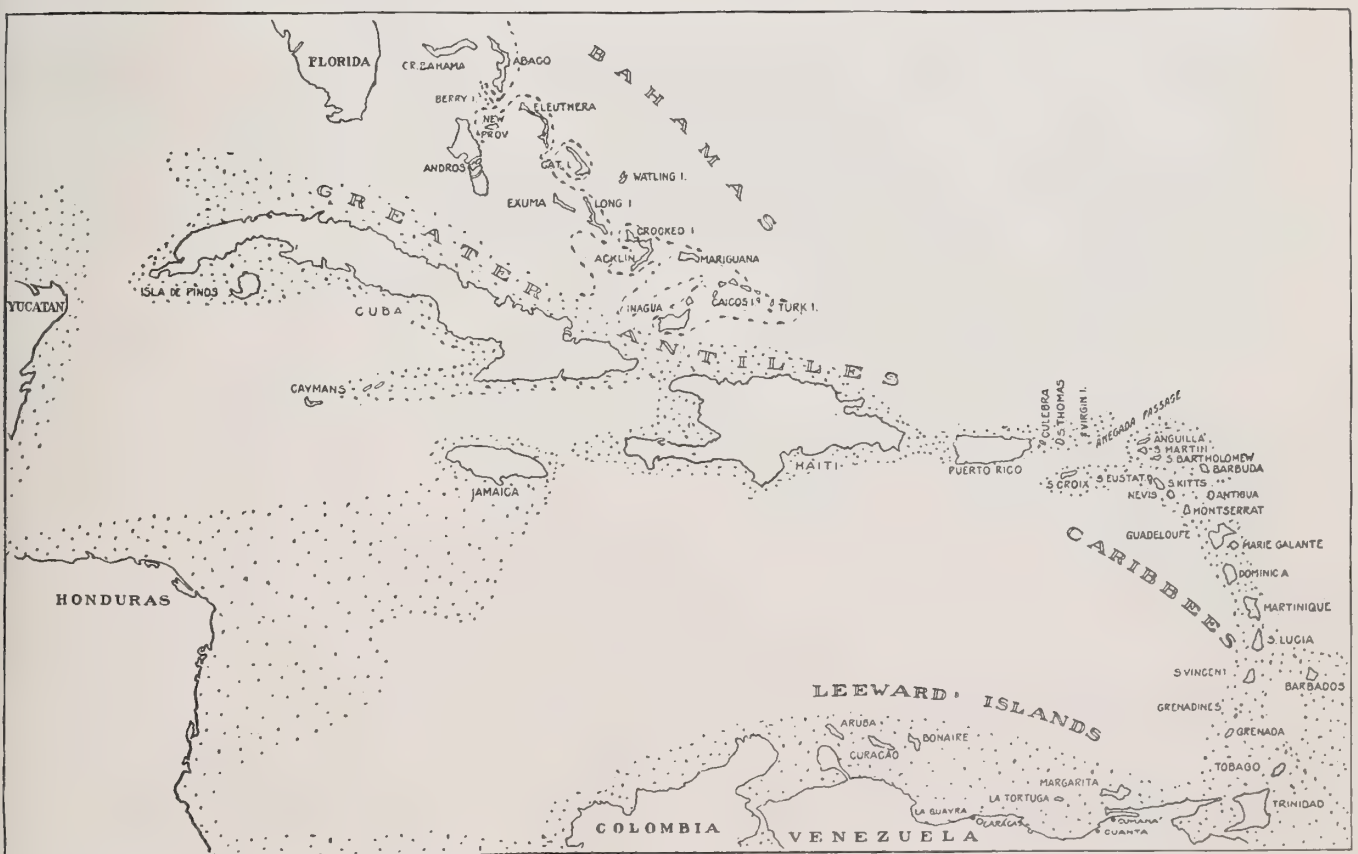 FLORIDA
GR. BAHAMA
ABACO
BAHAMAS
BERRY I.
NEW
PROV
ELEUTHERA
ANDROS
CAT. I.
WATLING I.
EXUMA
LONG I
CROOKED I
ACKLIN
MARIGUANA
INAGUA
CAICOS Iˢ
TURK I.
GREATER ANTILLES
YUCATAN
ISLA DE PINOS
CUBA
CAYMANS
JAMAICA
HAITI
PUERTO RICO
CULEBRA
S. THOMAS
VIRGIN I.
ANEGADA PASSAGE
ANGUILLA
S MARTIN
S BARTHOLOMEW
BARBUDA
S CROIX
S EUSTAT.
S. KITTS
NEVIS
ANTIGUA
MONTSERRAT
GUADELOUPE
MARIE GALANTE
CARIBBEES
DOMINICA
MARTINIQUE
S. LUCIA
S VINCENT
BARBADOS
GRENADINES
GRENADA
TOBAGO
TRINIDAD
HONDURAS
LEEWARD ISLANDS
ARUBA
CURAÇAO
BONAIRE
MARGARITA
LA TORTUGA
LA GUAYRA
CARACAS
CUMANA
CUANTA
COLOMBIA
VENEZUELA